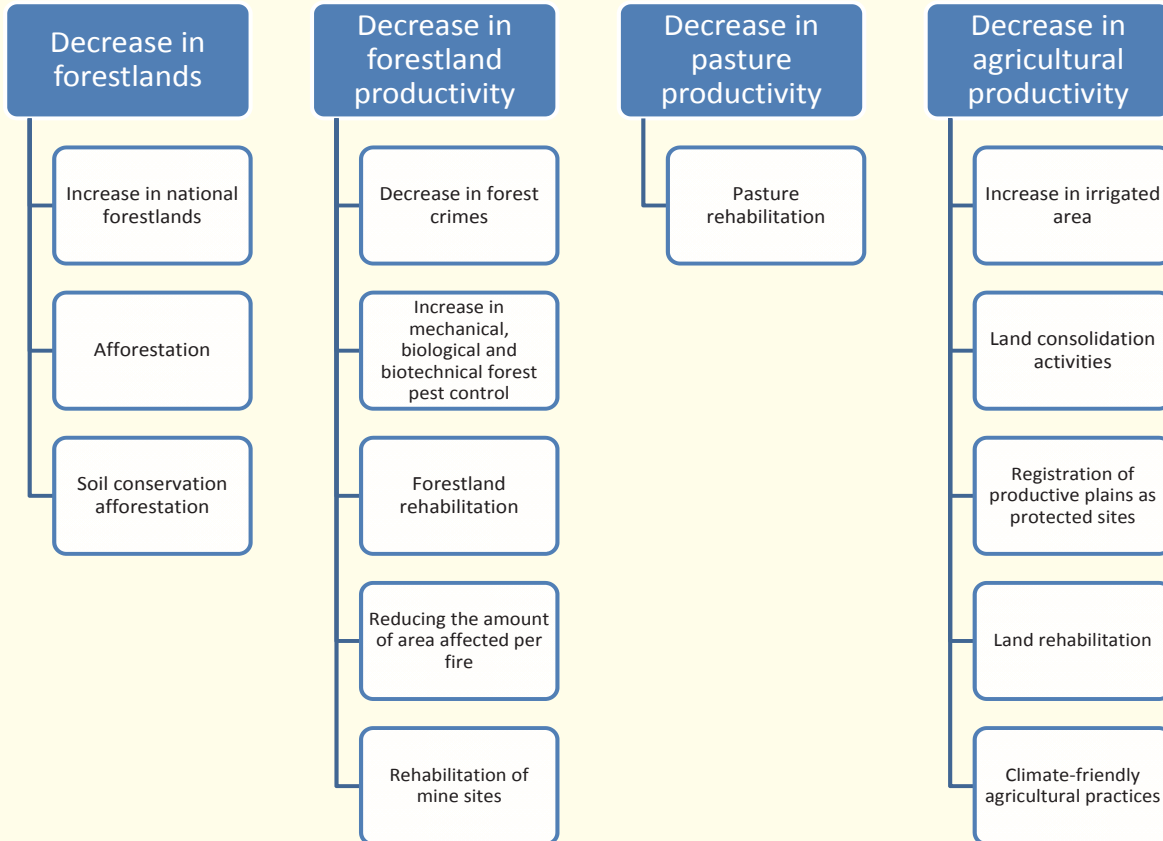 Decrease in
forestlands
Increase in national
forestlands
Afforestation
Soil conservation
afforestation
Decrease in
forestland
productivity
Decrease in forest
crimes
Increase in
mechanical,
biological and
biotechnical forest
pest control
Forestland
rehabilitation
Reducing the amount
of area affected per
fire
Rehabilitation of
mine sites
Decrease in
pasture
productivity
Pasture
rehabilitation
Decrease in
agricultural
productivity
Increase in irrigated
area
Land consolidation
activities
Registration of
productive plains as
protected sites
Land rehabilitation
Climate-friendly
agricultural practices